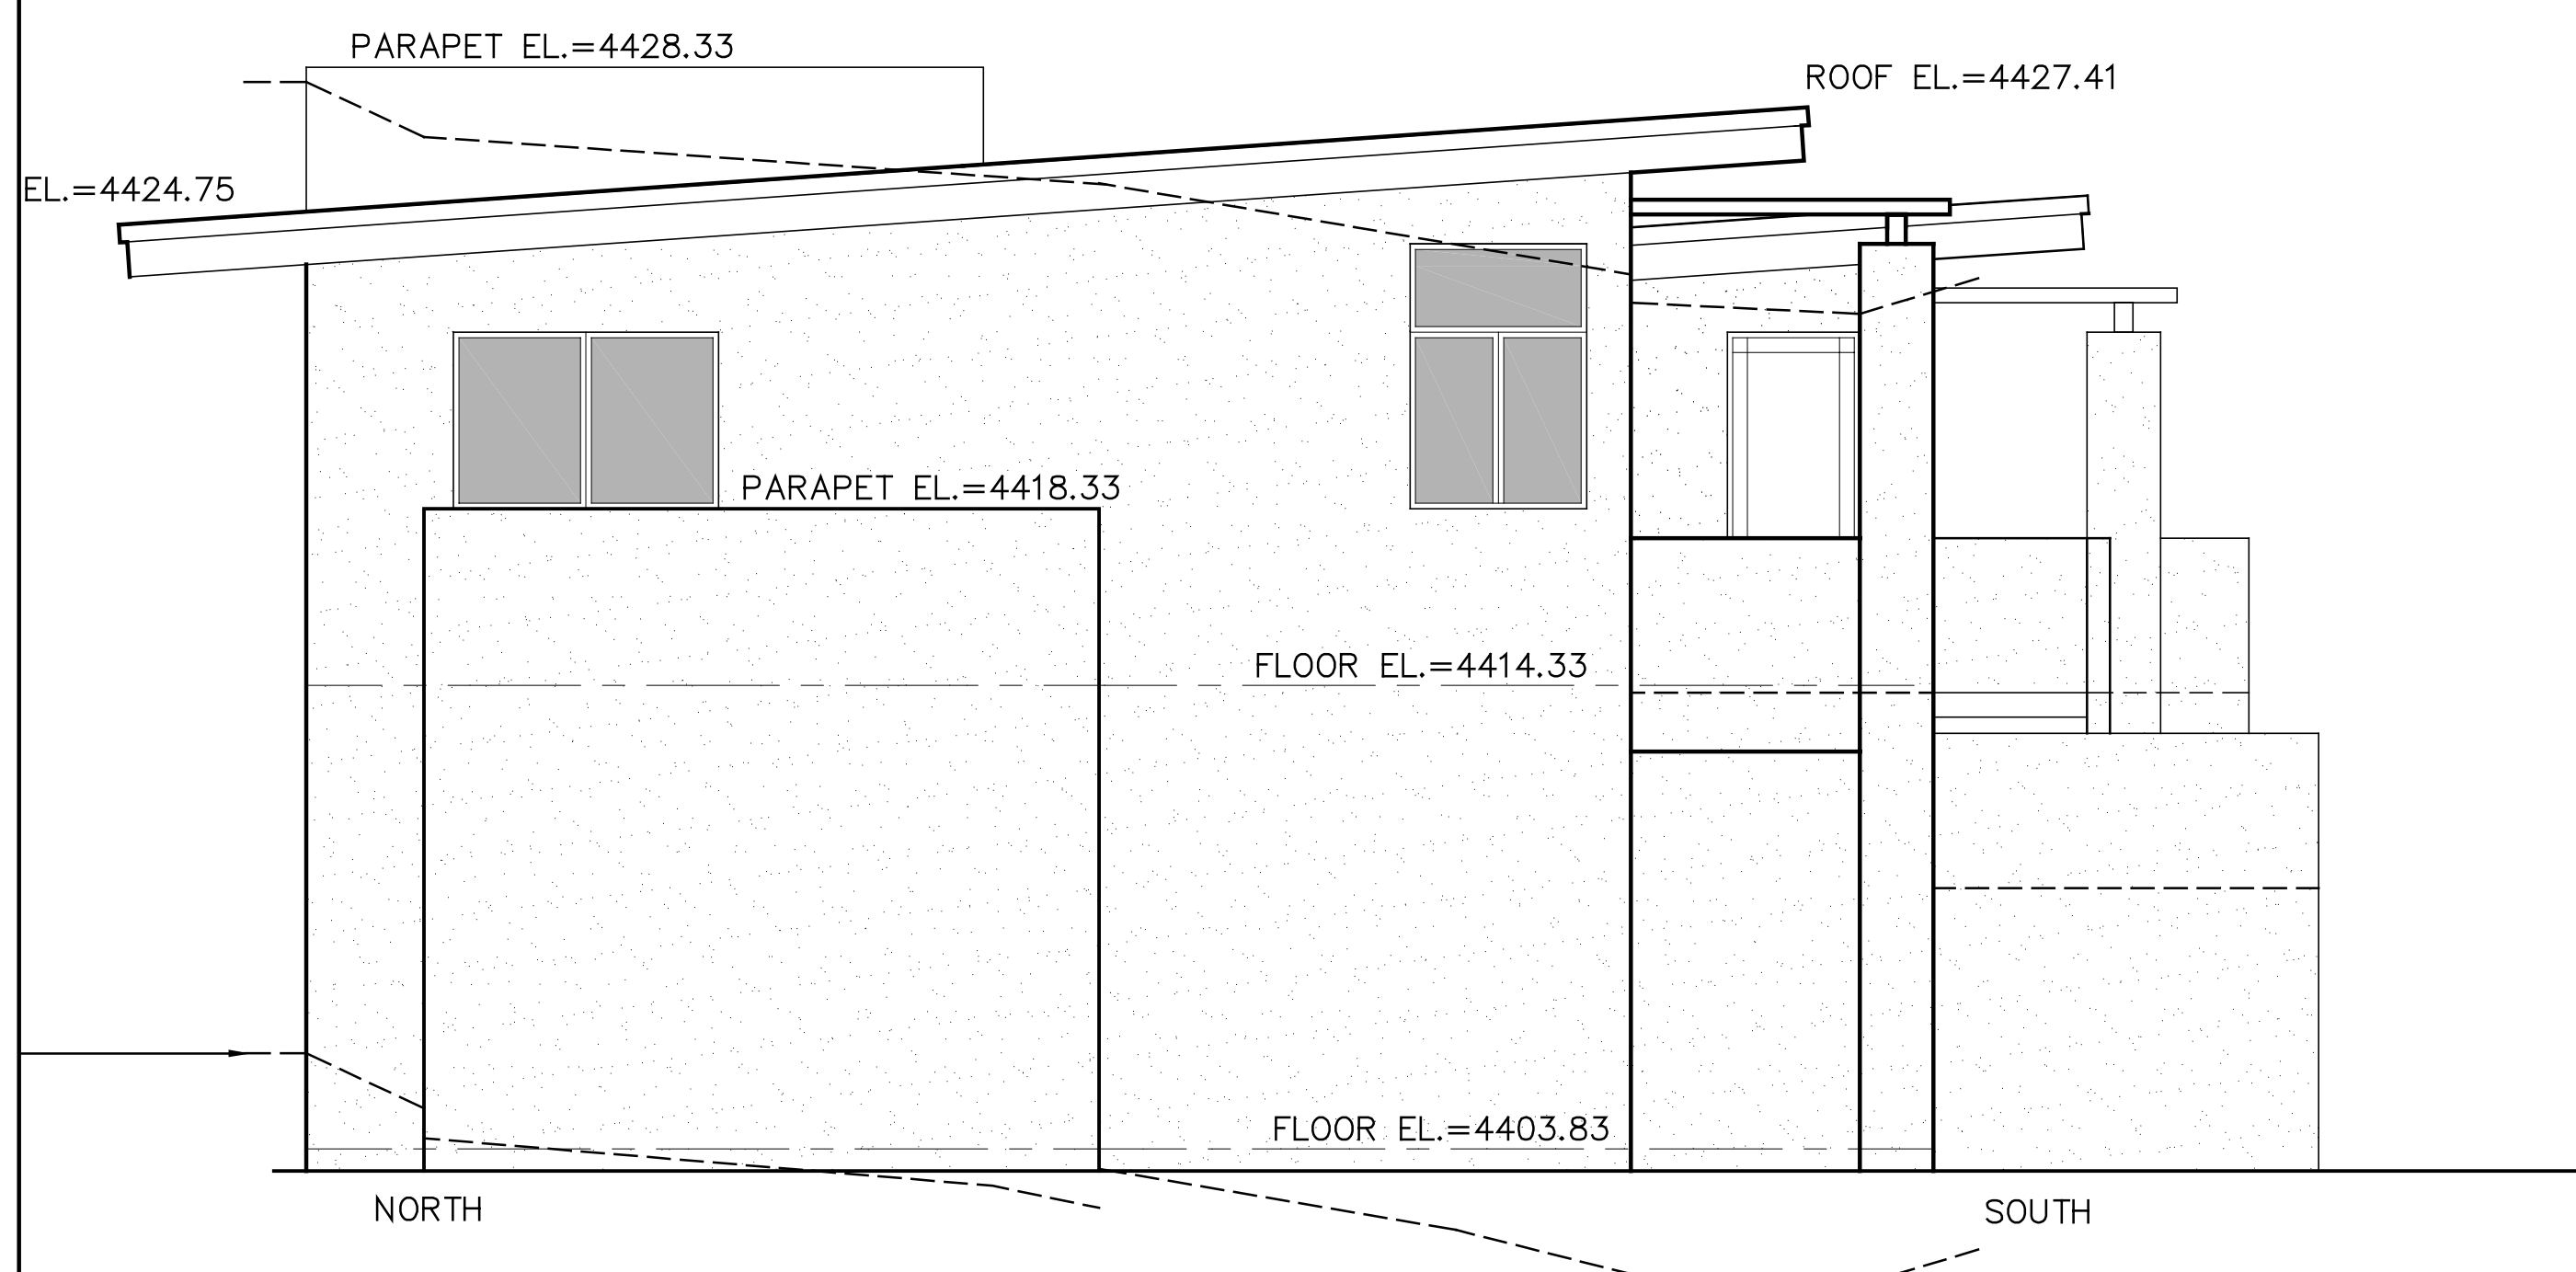 PARAPET EL.=4428.33
ROOF EL.=4427.41
EL.=4424.75
PARAPET EL.=4418.33
FLOOR EL.=4414.33
FLOOR EL.=4403.83
NORTH
SOUTH